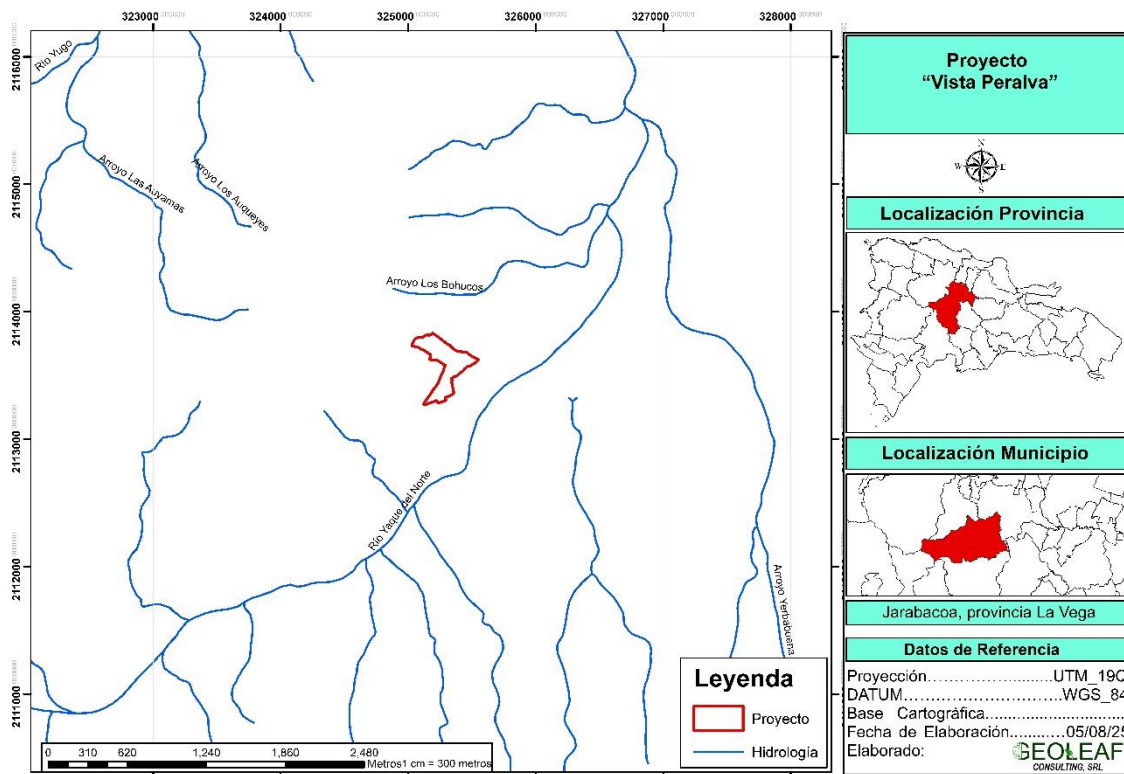 323000
324000
325000
326000
327000
328000
2116000
2115000
2114000
2113000
2112000
2111000
Río Yugo
Arroyo Las Auyamas
Arroyo Los Auqueyes
Arroyo Los Bohucos
Río Yaque del Norte
Arroyo Yerbabuena
Leyenda
Proyecto
Hidrología
0 310 620 1,240 1,860 2,480
Metros1 cm = 300 metros
Proyecto
“Vista Peralva”
N
W E
S
Localización Provincia
Localización Municipio
Jarabacoa, provincia La Vega
Datos de Referencia
Proyección......................UTM_19Q
DATUM.........................WGS_84
Base Cartográfica.....................
Fecha de Elaboración..........05/08/25
Elaborado:
GEOLEAF
CONSULTING, SRL